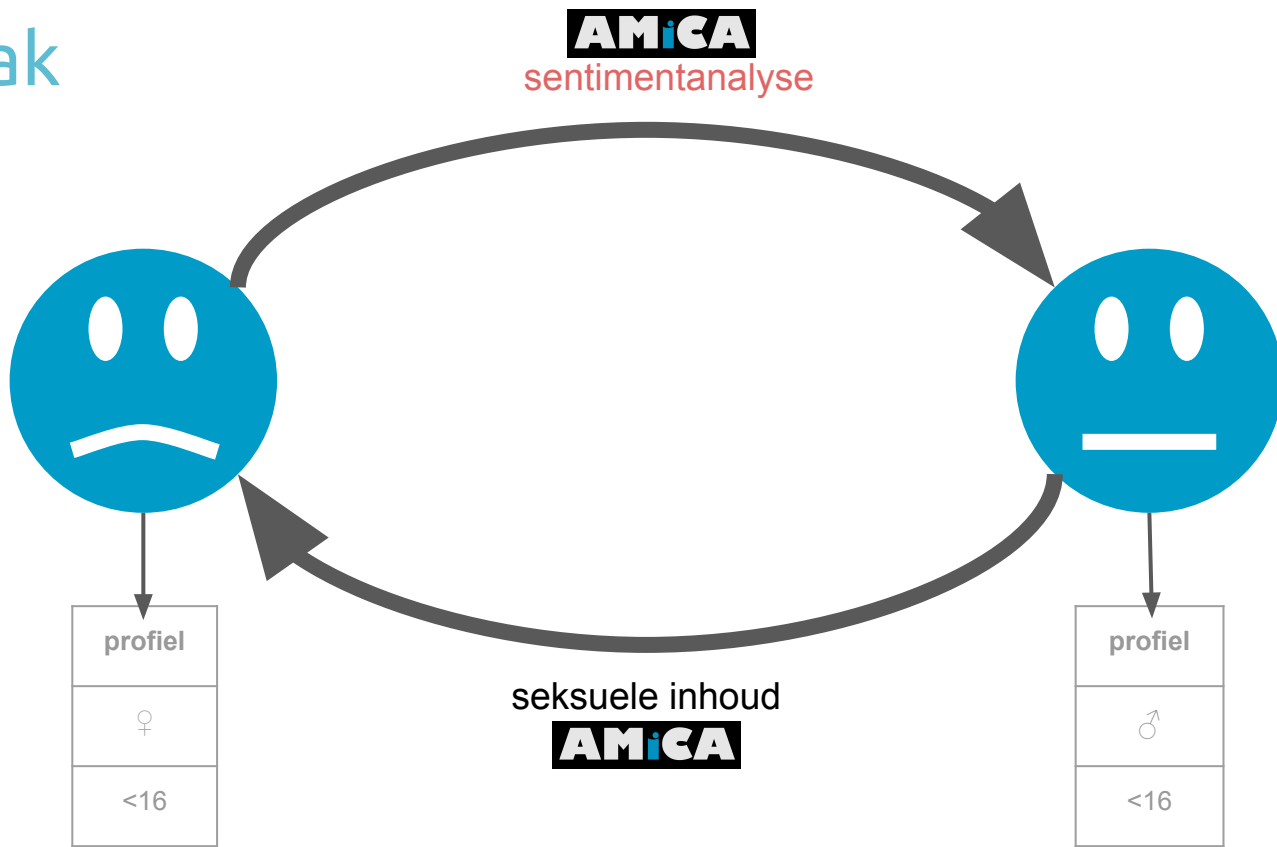 ak
AMiCA
sentimentanalyse
seksuele inhoud
AMiCA
profiel
♀
<16
profiel
♂
<16